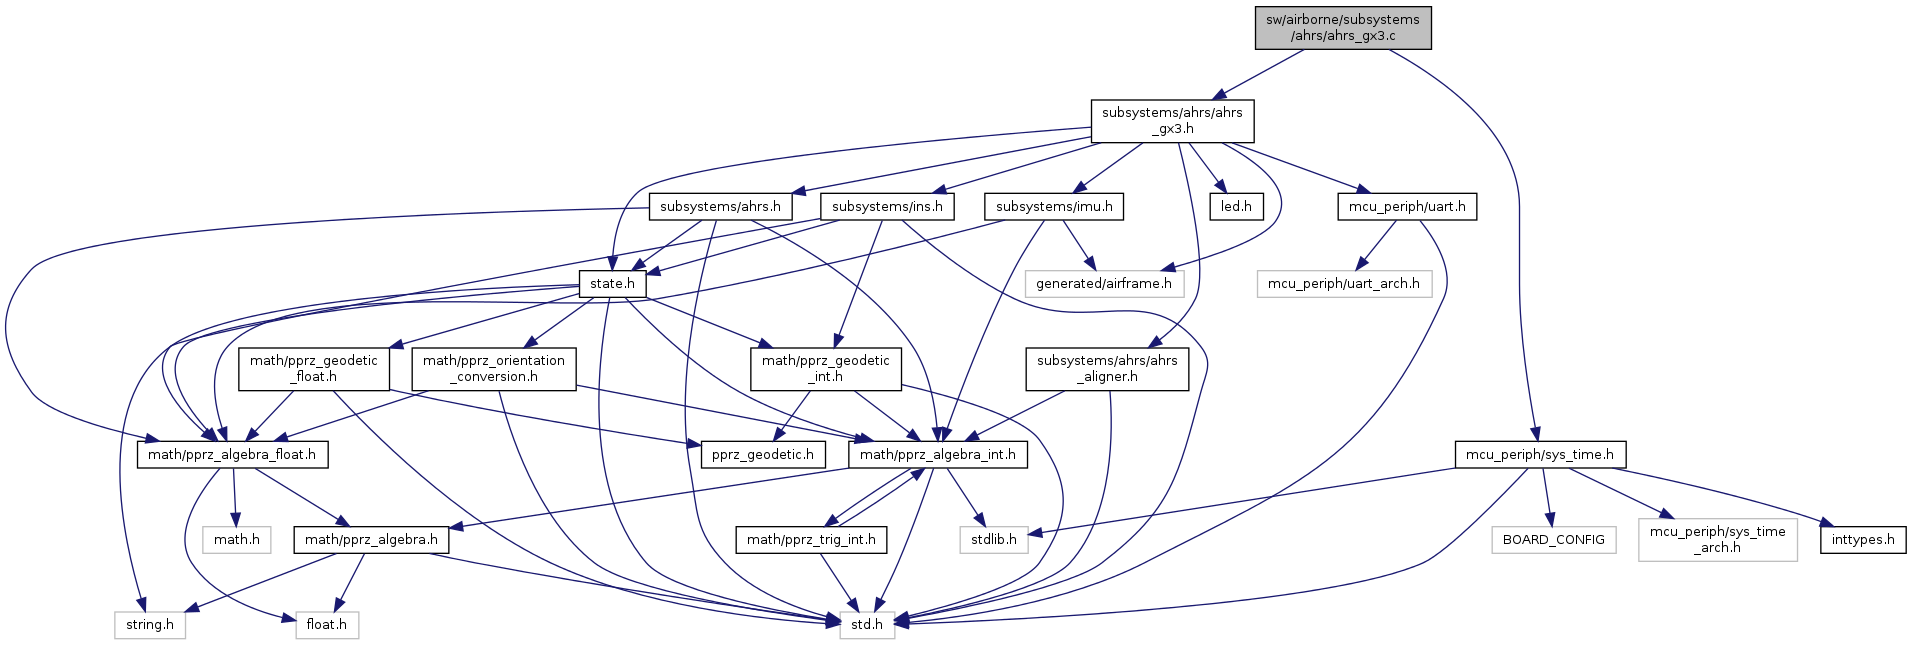 sw/airborne/subsystems
/ahrs/ahrs_gx3.c
subsystems/ahrs/ahrs
_gx3.h
subsystems/ahrs.h
subsystems/ins.h
subsystems/imu.h
led.h
mcu_periph/uart.h
state.h
generated/airframe.h
mcu_periph/uart_arch.h
math/pprz_geodetic
_float.h
math/pprz_orientation
_conversion.h
math/pprz_geodetic
_int.h
subsystems/ahrs/ahrs
_aligner.h
math/pprz_algebra_float.h
pprz_geodetic.h
math/pprz_algebra_int.h
mcu_periph/sys_time.h
math.h
math/pprz_algebra.h
math/pprz_trig_int.h
stdlib.h
BOARD_CONFIG
mcu_periph/sys_time
_arch.h
inttypes.h
string.h
float.h
std.h